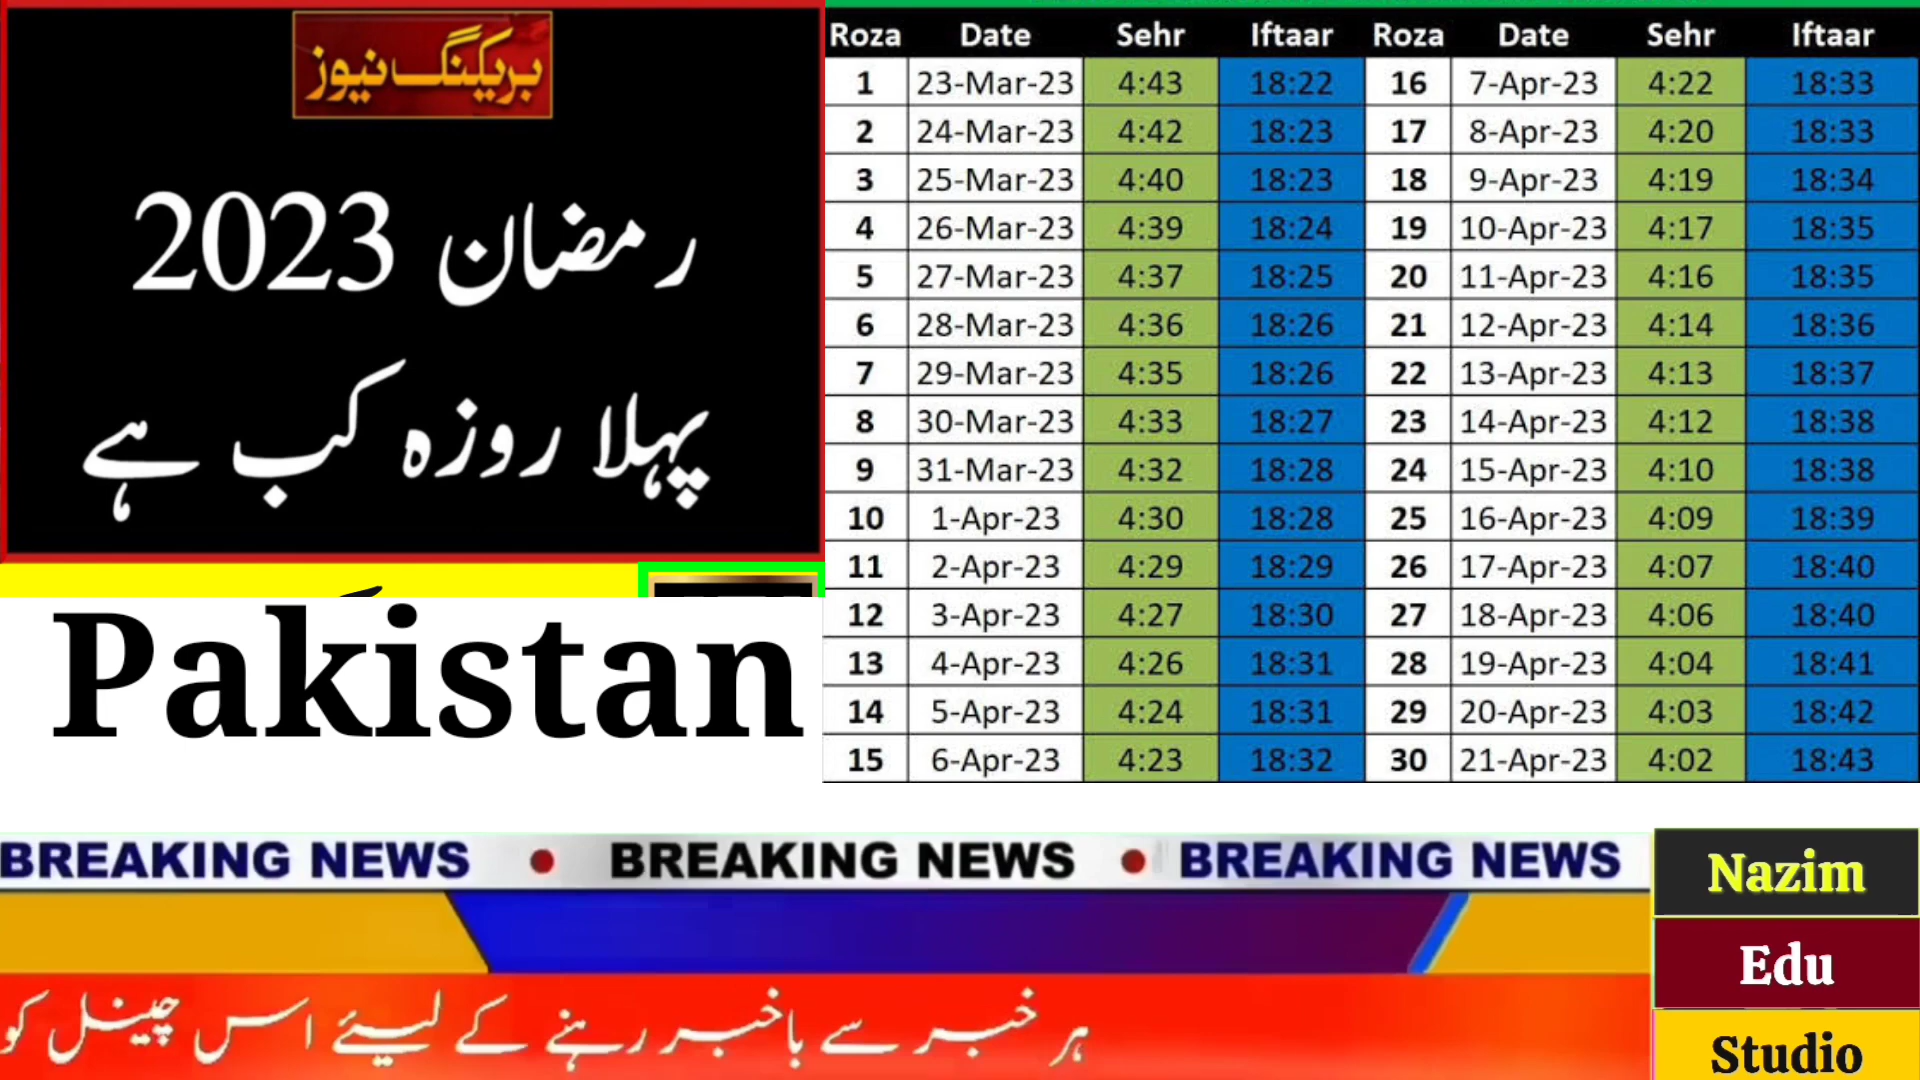 بریکنگ نیوز
رمضان 2023
پہلا روزہ کب ہے
Pakistan
Roza Date Sehr Iftaar Roza Date Sehr Iftaar
1 23-Mar-23 4:43 18:22 16 7-Apr-23 4:22 18:33
2 24-Mar-23 4:42 18:23 17 8-Apr-23 4:20 18:33
3 25-Mar-23 4:40 18:23 18 9-Apr-23 4:19 18:34
4 26-Mar-23 4:39 18:24 19 10-Apr-23 4:17 18:35
5 27-Mar-23 4:37 18:25 20 11-Apr-23 4:16 18:35
6 28-Mar-23 4:36 18:26 21 12-Apr-23 4:14 18:36
7 29-Mar-23 4:35 18:26 22 13-Apr-23 4:13 18:37
8 30-Mar-23 4:33 18:27 23 14-Apr-23 4:12 18:38
9 31-Mar-23 4:32 18:28 24 15-Apr-23 4:10 18:38
10 1-Apr-23 4:30 18:28 25 16-Apr-23 4:09 18:39
11 2-Apr-23 4:29 18:29 26 17-Apr-23 4:07 18:40
12 3-Apr-23 4:27 18:30 27 18-Apr-23 4:06 18:40
13 4-Apr-23 4:26 18:31 28 19-Apr-23 4:04 18:41
14 5-Apr-23 4:24 18:31 29 20-Apr-23 4:03 18:42
15 6-Apr-23 4:23 18:32 30 21-Apr-23 4:02 18:43
BREAKING NEWS • BREAKING NEWS • BREAKING NEWS
ہر خبر سے باخبر رہنے کے لیئے اس چینل کو
Nazim
Edu
Studio